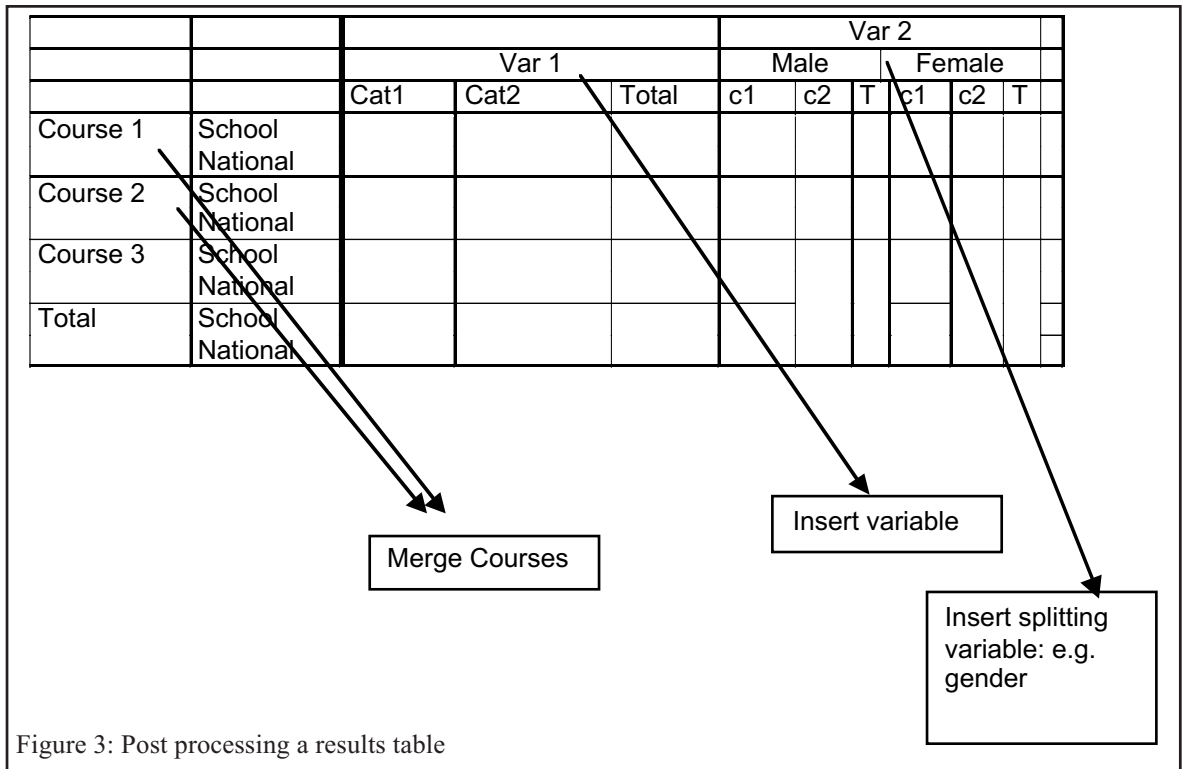 Var 2
Var 1 Male Female
Cat1 Cat2 Total c1 c2 T c1 c2 T
Course 1 School
National
Course 2 School
National
Course 3 School
National
Total School
National
Merge Courses
Insert variable
Insert splitting
variable: e.g.
gender
Figure 3: Post processing a results table